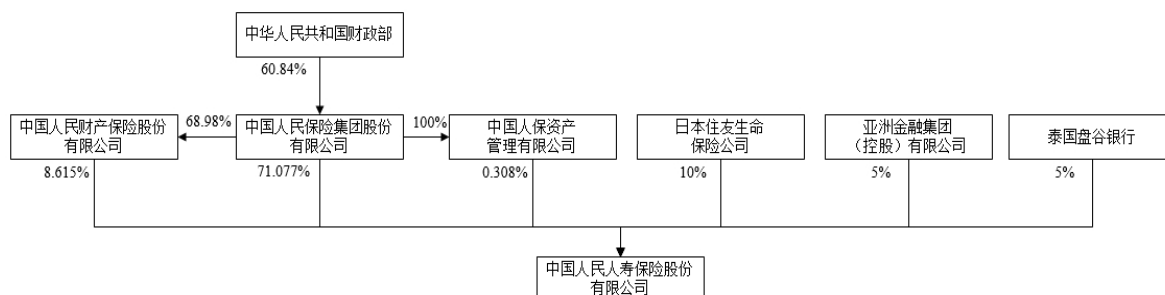 中华人民共和国财政部
60.84%
中国人民财产保险股份
有限公司
68.98%
中国人民保险集团股份
有限公司
100%
中国人保资产
管理有限公司
日本住友生命
保险公司
亚洲金融集团
（控股）有限公司
泰国盘谷银行
8.615%
71.077%
0.308%
10%
5%
5%
中国人民人寿保险股份
有限公司